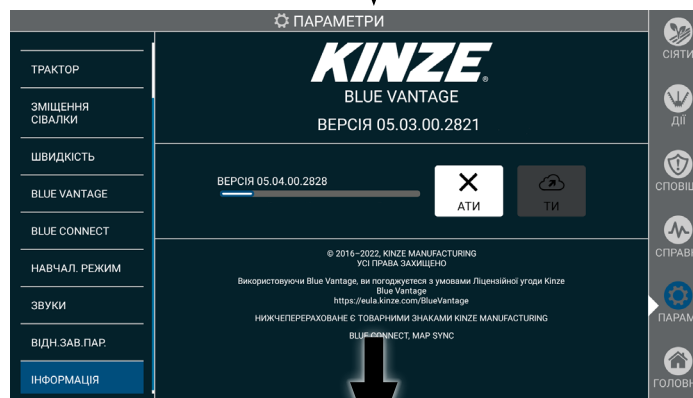 ПАРАМЕТРИ
ТРАКТОР
ЗМІЩЕННЯ
СІВАЛКИ
ШВИДКІСТЬ
BLUE VANTAGE
BLUE CONNECT
НАВЧАЛ. РЕЖИМ
ЗВУКИ
ВІДН.ЗАВ.ПАР.
ІНФОРМАЦІЯ
KINZE®
BLUE VANTAGE
ВЕРСІЯ 05.03.00.2821
ВЕРСІЯ 05.04.00.2828
АТИ
ТИ
© 2016–2022, KINZE MANUFACTURING
УСІ ПРАВА ЗАХИЩЕНО
Використовуючи Blue Vantage, ви погоджуєтеся з умовами Ліцензійної угоди Kinze
Blue Vantage
https://eula.kinze.com/BlueVantage
НИЖЧЕПЕРЕРАХОВАНЕ Є ТОВАРНИМИ ЗНАКАМИ KINZE MANUFACTURING
BLUE CONNECT, MAP SYNC
СІЯТИ
ДІЇ
СПОВІЩ
СПРАВН
ПАРАМ
ГОЛОВН